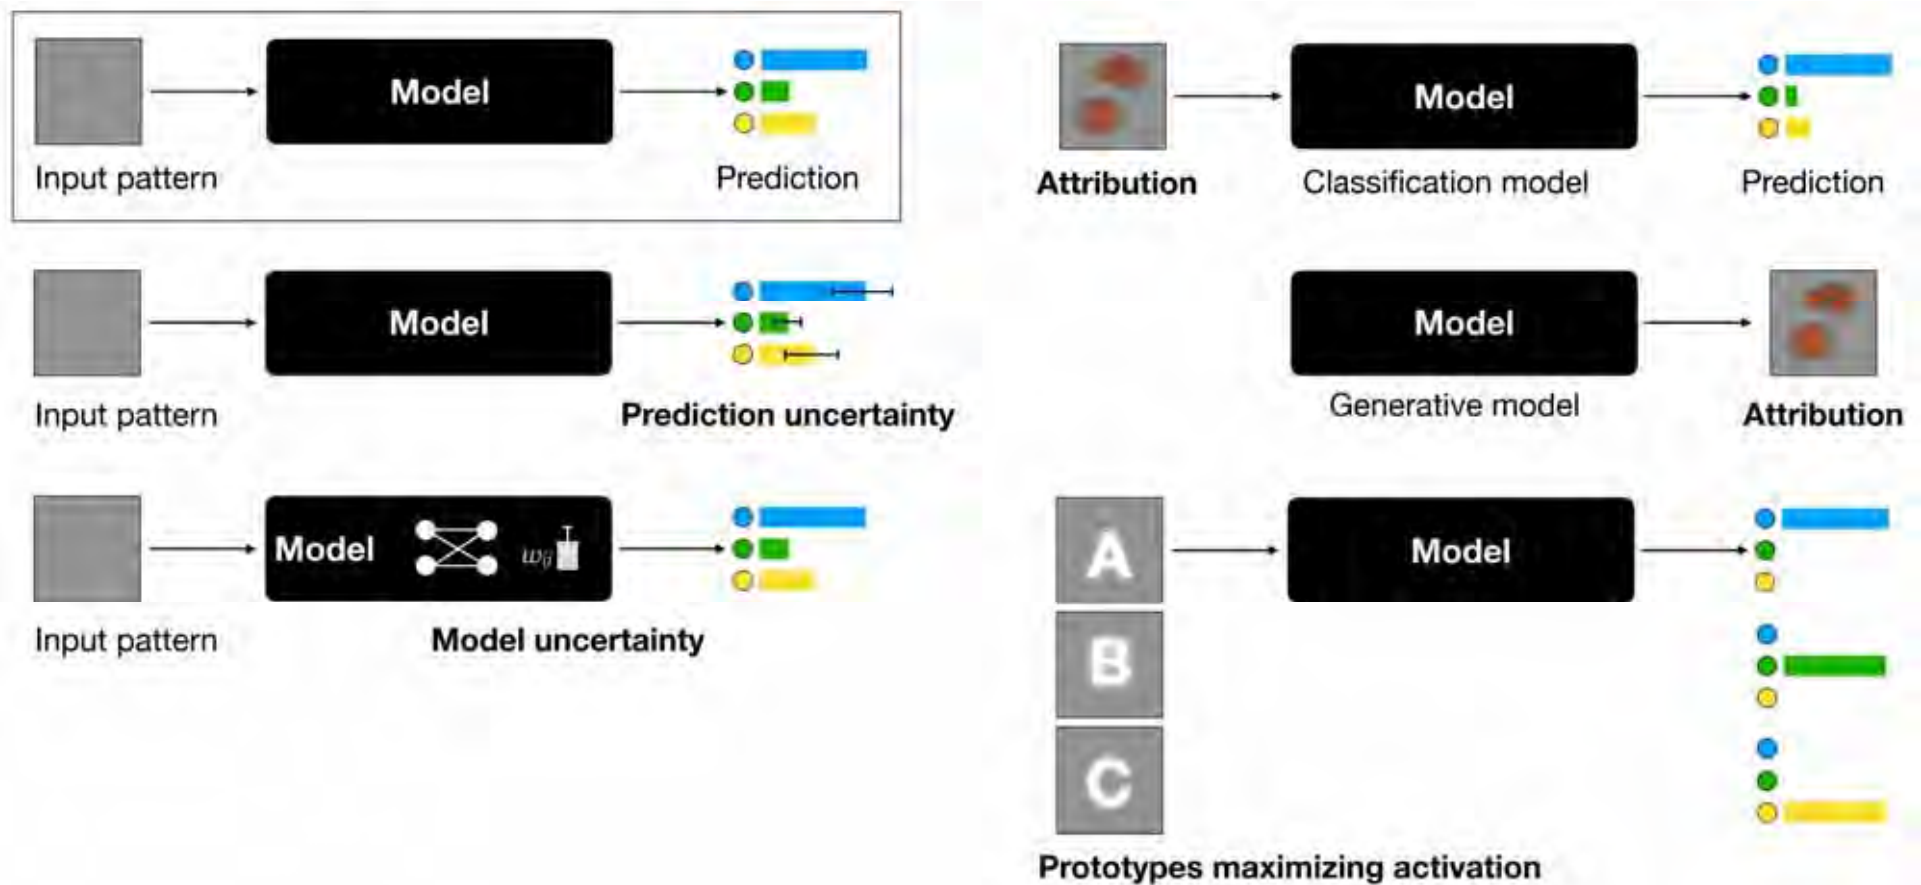 Model
Input pattern
Prediction
Model
Input pattern
Prediction uncertainty
Model
w_ij
Input pattern
Model uncertainty
Model
Attribution
Classification model
Prediction
Model
Generative model
Attribution
A
Model
B
C
Prototypes maximizing activation